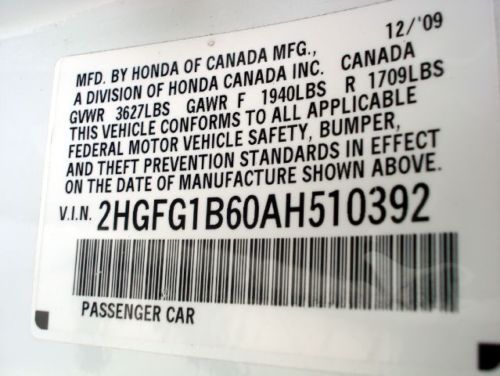 12/'09
MFD. BY HONDA OF CANADA MFG.,
A DIVISION OF HONDA CANADA INC. CANADA
GVWR 3627LBS GAWR F 1940LBS R 1709LBS
THIS VEHICLE CONFORMS TO ALL APPLICABLE
FEDERAL MOTOR VEHICLE SAFETY, BUMPER,
AND THEFT PREVENTION STANDARDS IN EFFECT
ON THE DATE OF MANUFACTURE SHOWN ABOVE.
V.I.N. 2HGFG1B60AH510392
PASSENGER CAR